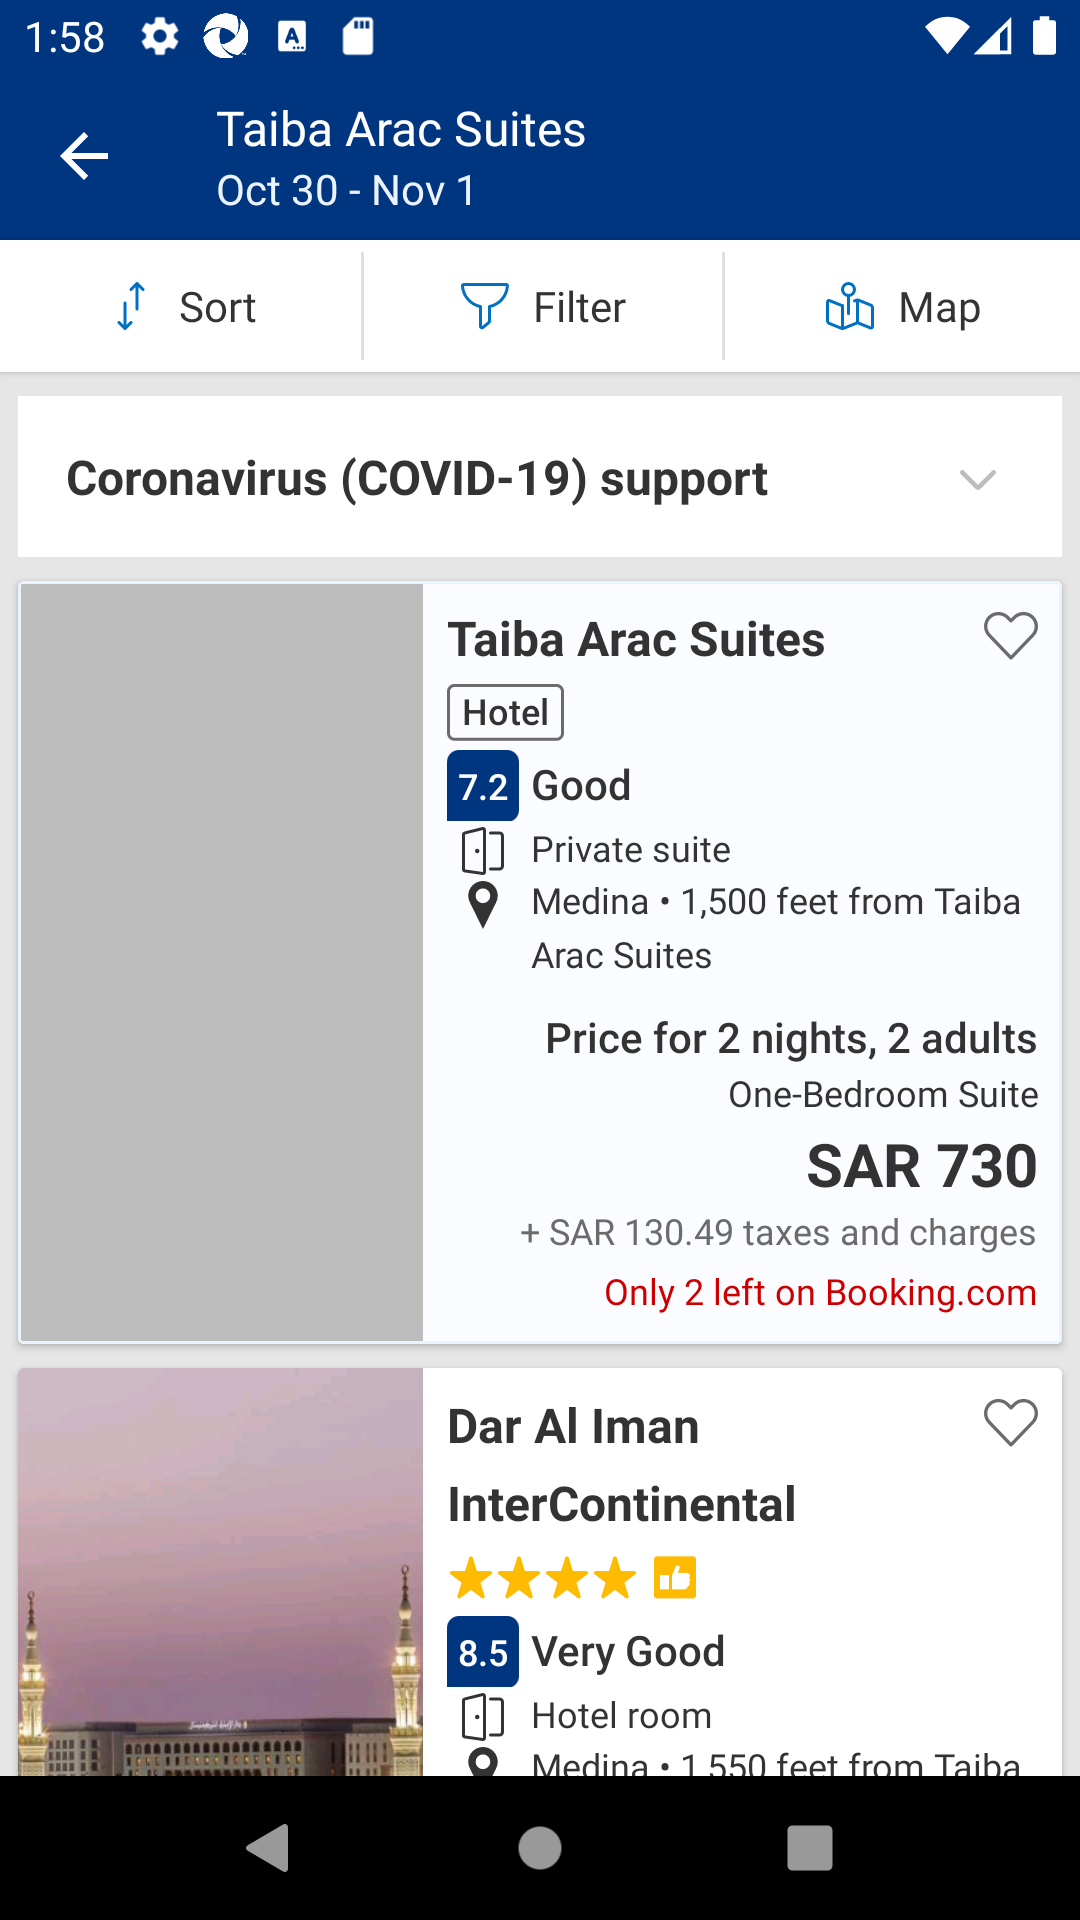 1:58
Taiba Arac Suites
Oct 30 - Nov 1
Sort
Filter
Map
Coronavirus (COVID-19) support
Taiba Arac Suites
Hotel
7.2 Good
Private suite
Medina • 1,500 feet from Taiba
Arac Suites
Price for 2 nights, 2 adults
One-Bedroom Suite
SAR 730
+ SAR 130.49 taxes and charges
Only 2 left on Booking.com
Dar Al Iman
InterContinental
8.5 Very Good
Hotel room
Medina • 1,550 feet from Taiba